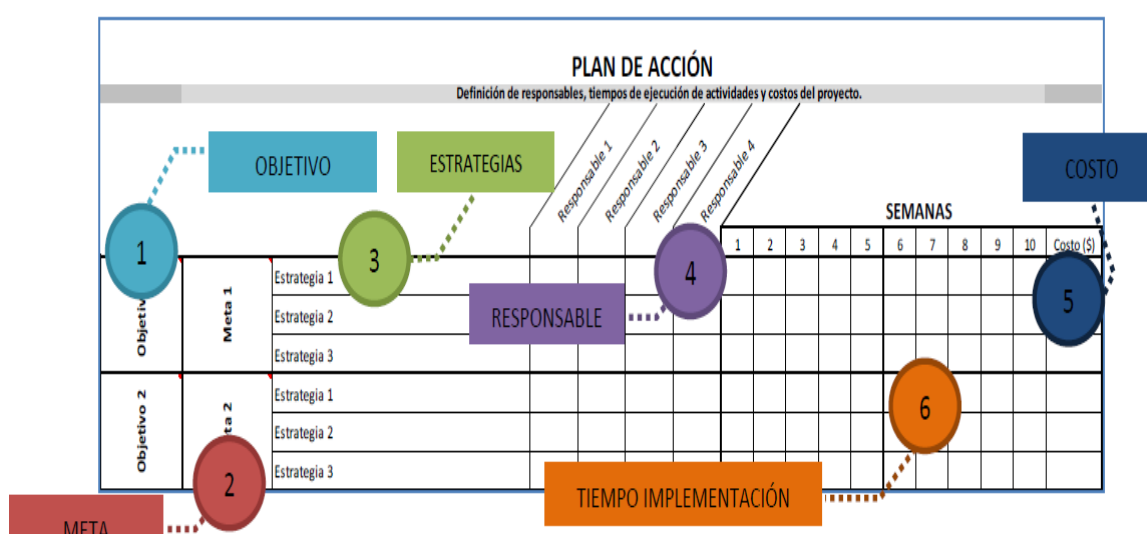 PLAN DE ACCIÓN
Definición de responsables, tiempos de ejecución de actividades y costos del proyecto.
OBJETIVO
ESTRATEGIAS
Responsable 1
Responsable 2
Responsable 3
Responsable 4
COSTO
SEMANAS
1 2 3 4 5 6 7 8 9 10 Costo ($)
1
3
4
5
Objetiv
Meta 1
Estrategia 1
Estrategia 2
Estrategia 3
RESPONSABLE
Objetivo 2
ta 2
Estrategia 1
Estrategia 2
Estrategia 3
6
2
TIEMPO IMPLEMENTACIÓN
META